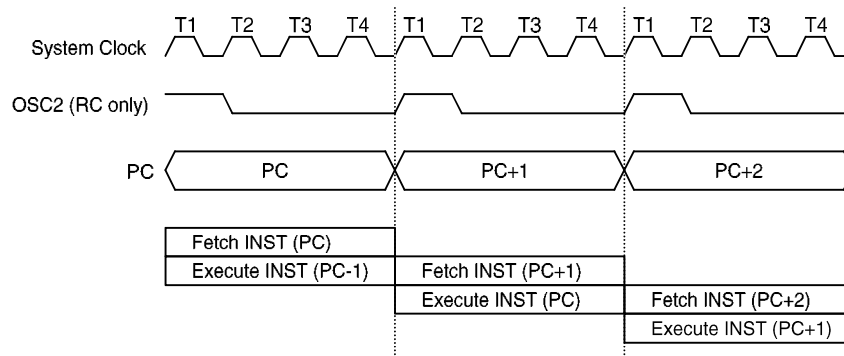 T1 T2 T3 T4 T1 T2 T3 T4 T1 T2 T3 T4
System Clock
OSC2 (RC only)
PC PC PC+1 PC+2
Fetch INST (PC)
Execute INST (PC-1) Fetch INST (PC+1)
Execute INST (PC) Fetch INST (PC+2)
Execute INST (PC+1)